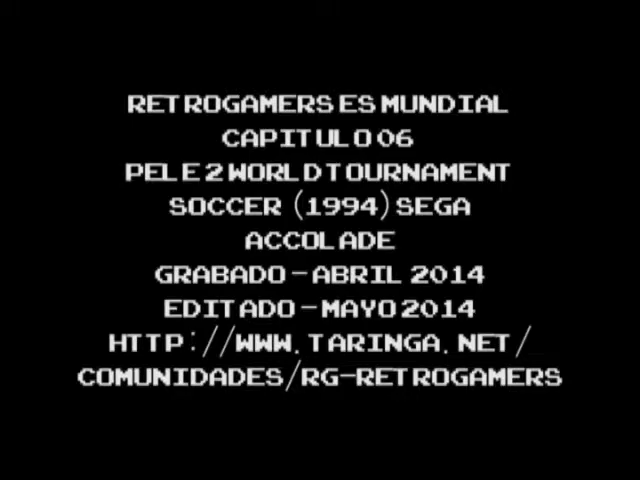 RETROGAMERS ES MUNDIAL
CAPITULO 06
PELE 2 WORLD TOURNAMENT
SOCCER (1994) SEGA
ACCOLADE
GRABADO-ABRIL 2014
EDITADO-MAYO 2014
HTTP://WWW.TARINGA.NET/
COMUNIDADES/RG-RETROGAMERS